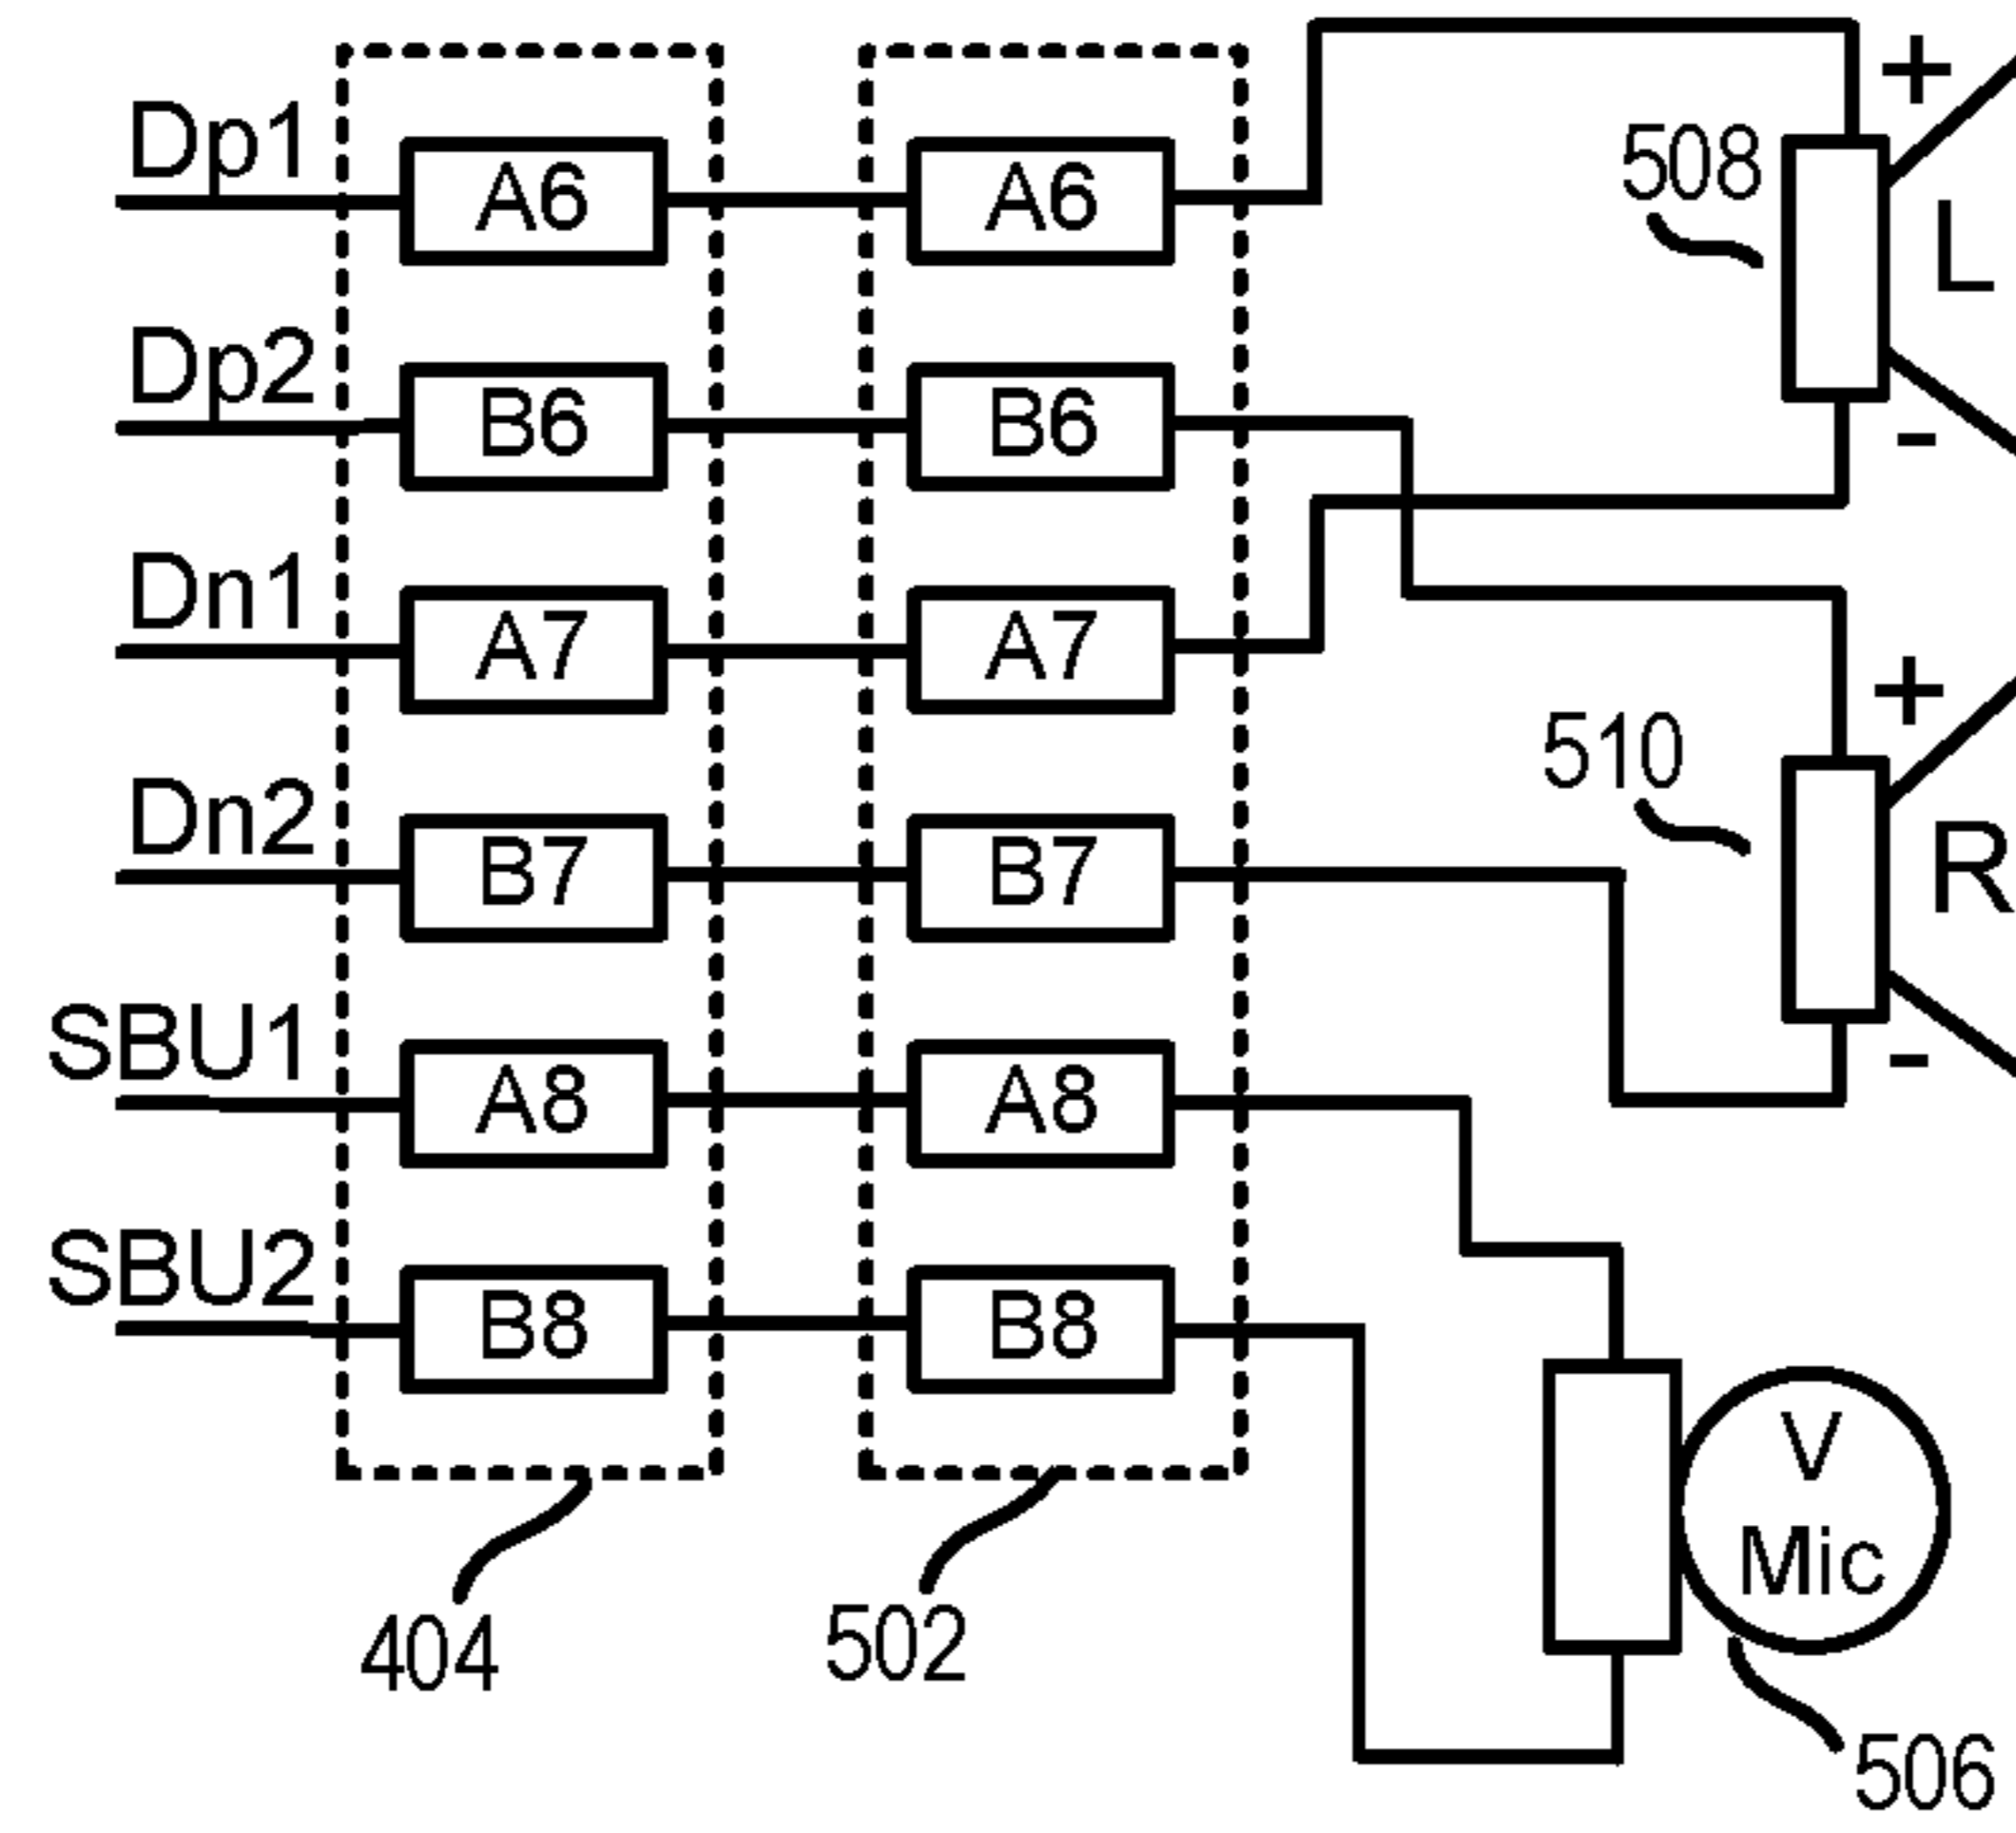 Dp1
A6
A6
+
508
L
-
Dp2
B6
B6
Dn1
A7
A7
+
510
R
-
Dn2
B7
B7
SBU1
A8
A8
SBU2
B8
B8
V
Mic
404
502
506